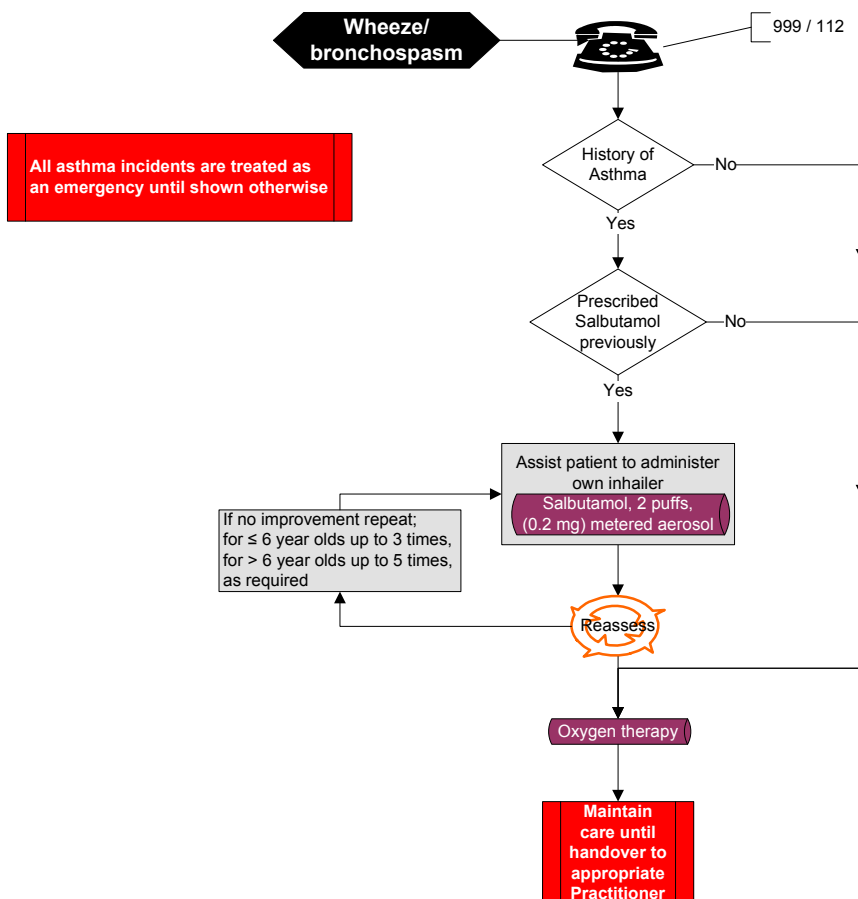 Wheeze/
bronchospasm
999 / 112
All asthma incidents are treated as
an emergency until shown otherwise
History of
Asthma
No
Yes
Prescribed
Salbutamol
previously
No
Yes
Assist patient to administer
own inhailer
Salbutamol, 2 puffs,
(0.2 mg) metered aerosol
If no improvement repeat;
for ≤ 6 year olds up to 3 times,
for > 6 year olds up to 5 times,
as required
Reassess
Oxygen therapy
Maintain
care until
handover to
appropriate
Practitioner